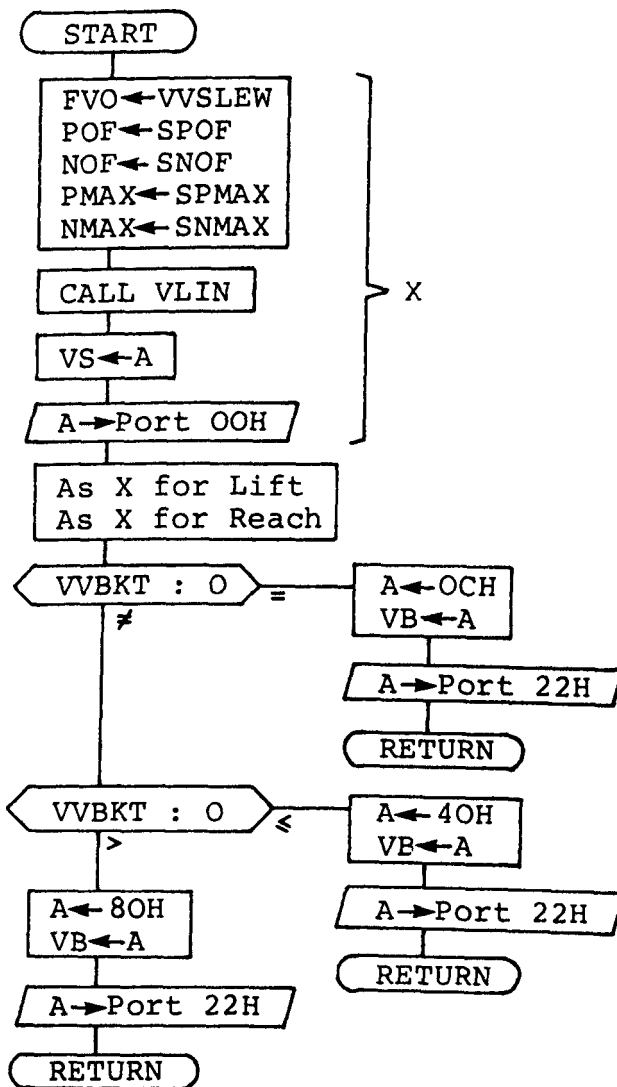 START
FVO←VVSLEW
POF←SPOF
NOF←SNOF
PMAX←SPMAX
NMAX←SNMAX
CALL VLIN
X
VS←A
A→Port OOH
As X for Lift
As X for Reach
VVBKT : O
=
≠
A←OCH
VB←A
A→Port 22H
RETURN
VVBKT : O
≤
>
A←4OH
VB←A
A→Port 22H
RETURN
A←8OH
VB←A
A→Port 22H
RETURN